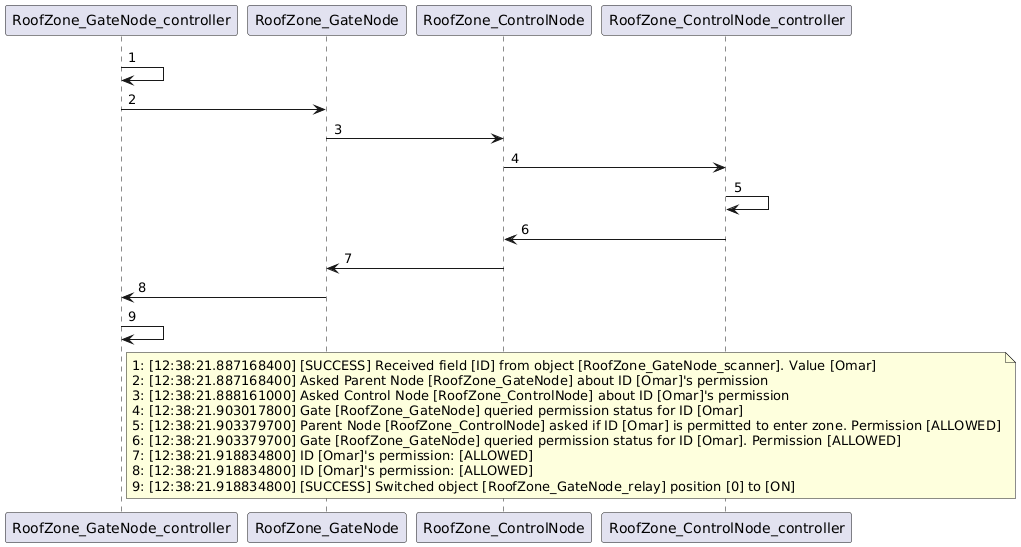 RoofZone_GateNode_controller RoofZone_GateNode RoofZone_ControlNode RoofZone_ControlNode_controller
1
2
3
4
5
6
7
8
9
1: [12:38:21.887168400] [SUCCESS] Received field [ID] from object [RoofZone_GateNode_scanner]. Value [Omar]
2: [12:38:21.887168400] Asked Parent Node [RoofZone_GateNode] about ID [Omar]'s permission
3: [12:38:21.888161000] Asked Control Node [RoofZone_ControlNode] about ID [Omar]'s permission
4: [12:38:21.903017800] Gate [RoofZone_GateNode] queried permission status for ID [Omar]
5: [12:38:21.903379700] Parent Node [RoofZone_ControlNode] asked if ID [Omar] is permitted to enter zone. Permission [ALLOWED]
6: [12:38:21.903379700] Gate [RoofZone_GateNode] queried permission status for ID [Omar]. Permission [ALLOWED]
7: [12:38:21.918834800] ID [Omar]'s permission: [ALLOWED]
8: [12:38:21.918834800] ID [Omar]'s permission: [ALLOWED]
9: [12:38:21.918834800] [SUCCESS] Switched object [RoofZone_GateNode_relay] position [0] to [ON]
RoofZone_GateNode_controller RoofZone_GateNode RoofZone_ControlNode RoofZone_ControlNode_controller